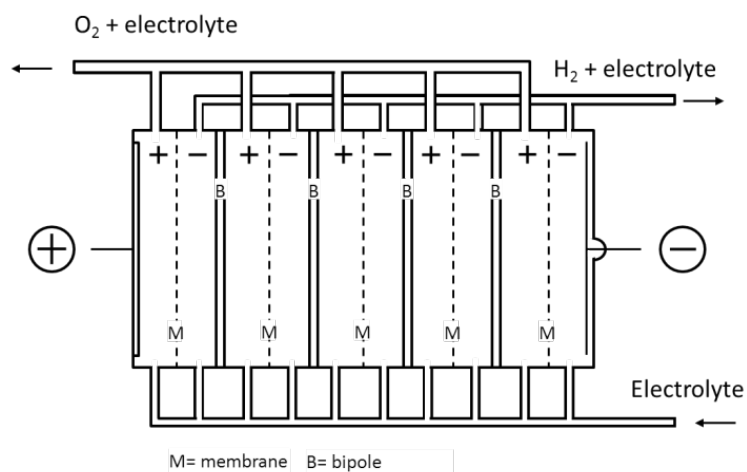 O₂ + electrolyte
H₂ + electrolyte
+ − + − + − + − + −
B B B B
+ −
M M M M M
Electrolyte
M= membrane B= bipole